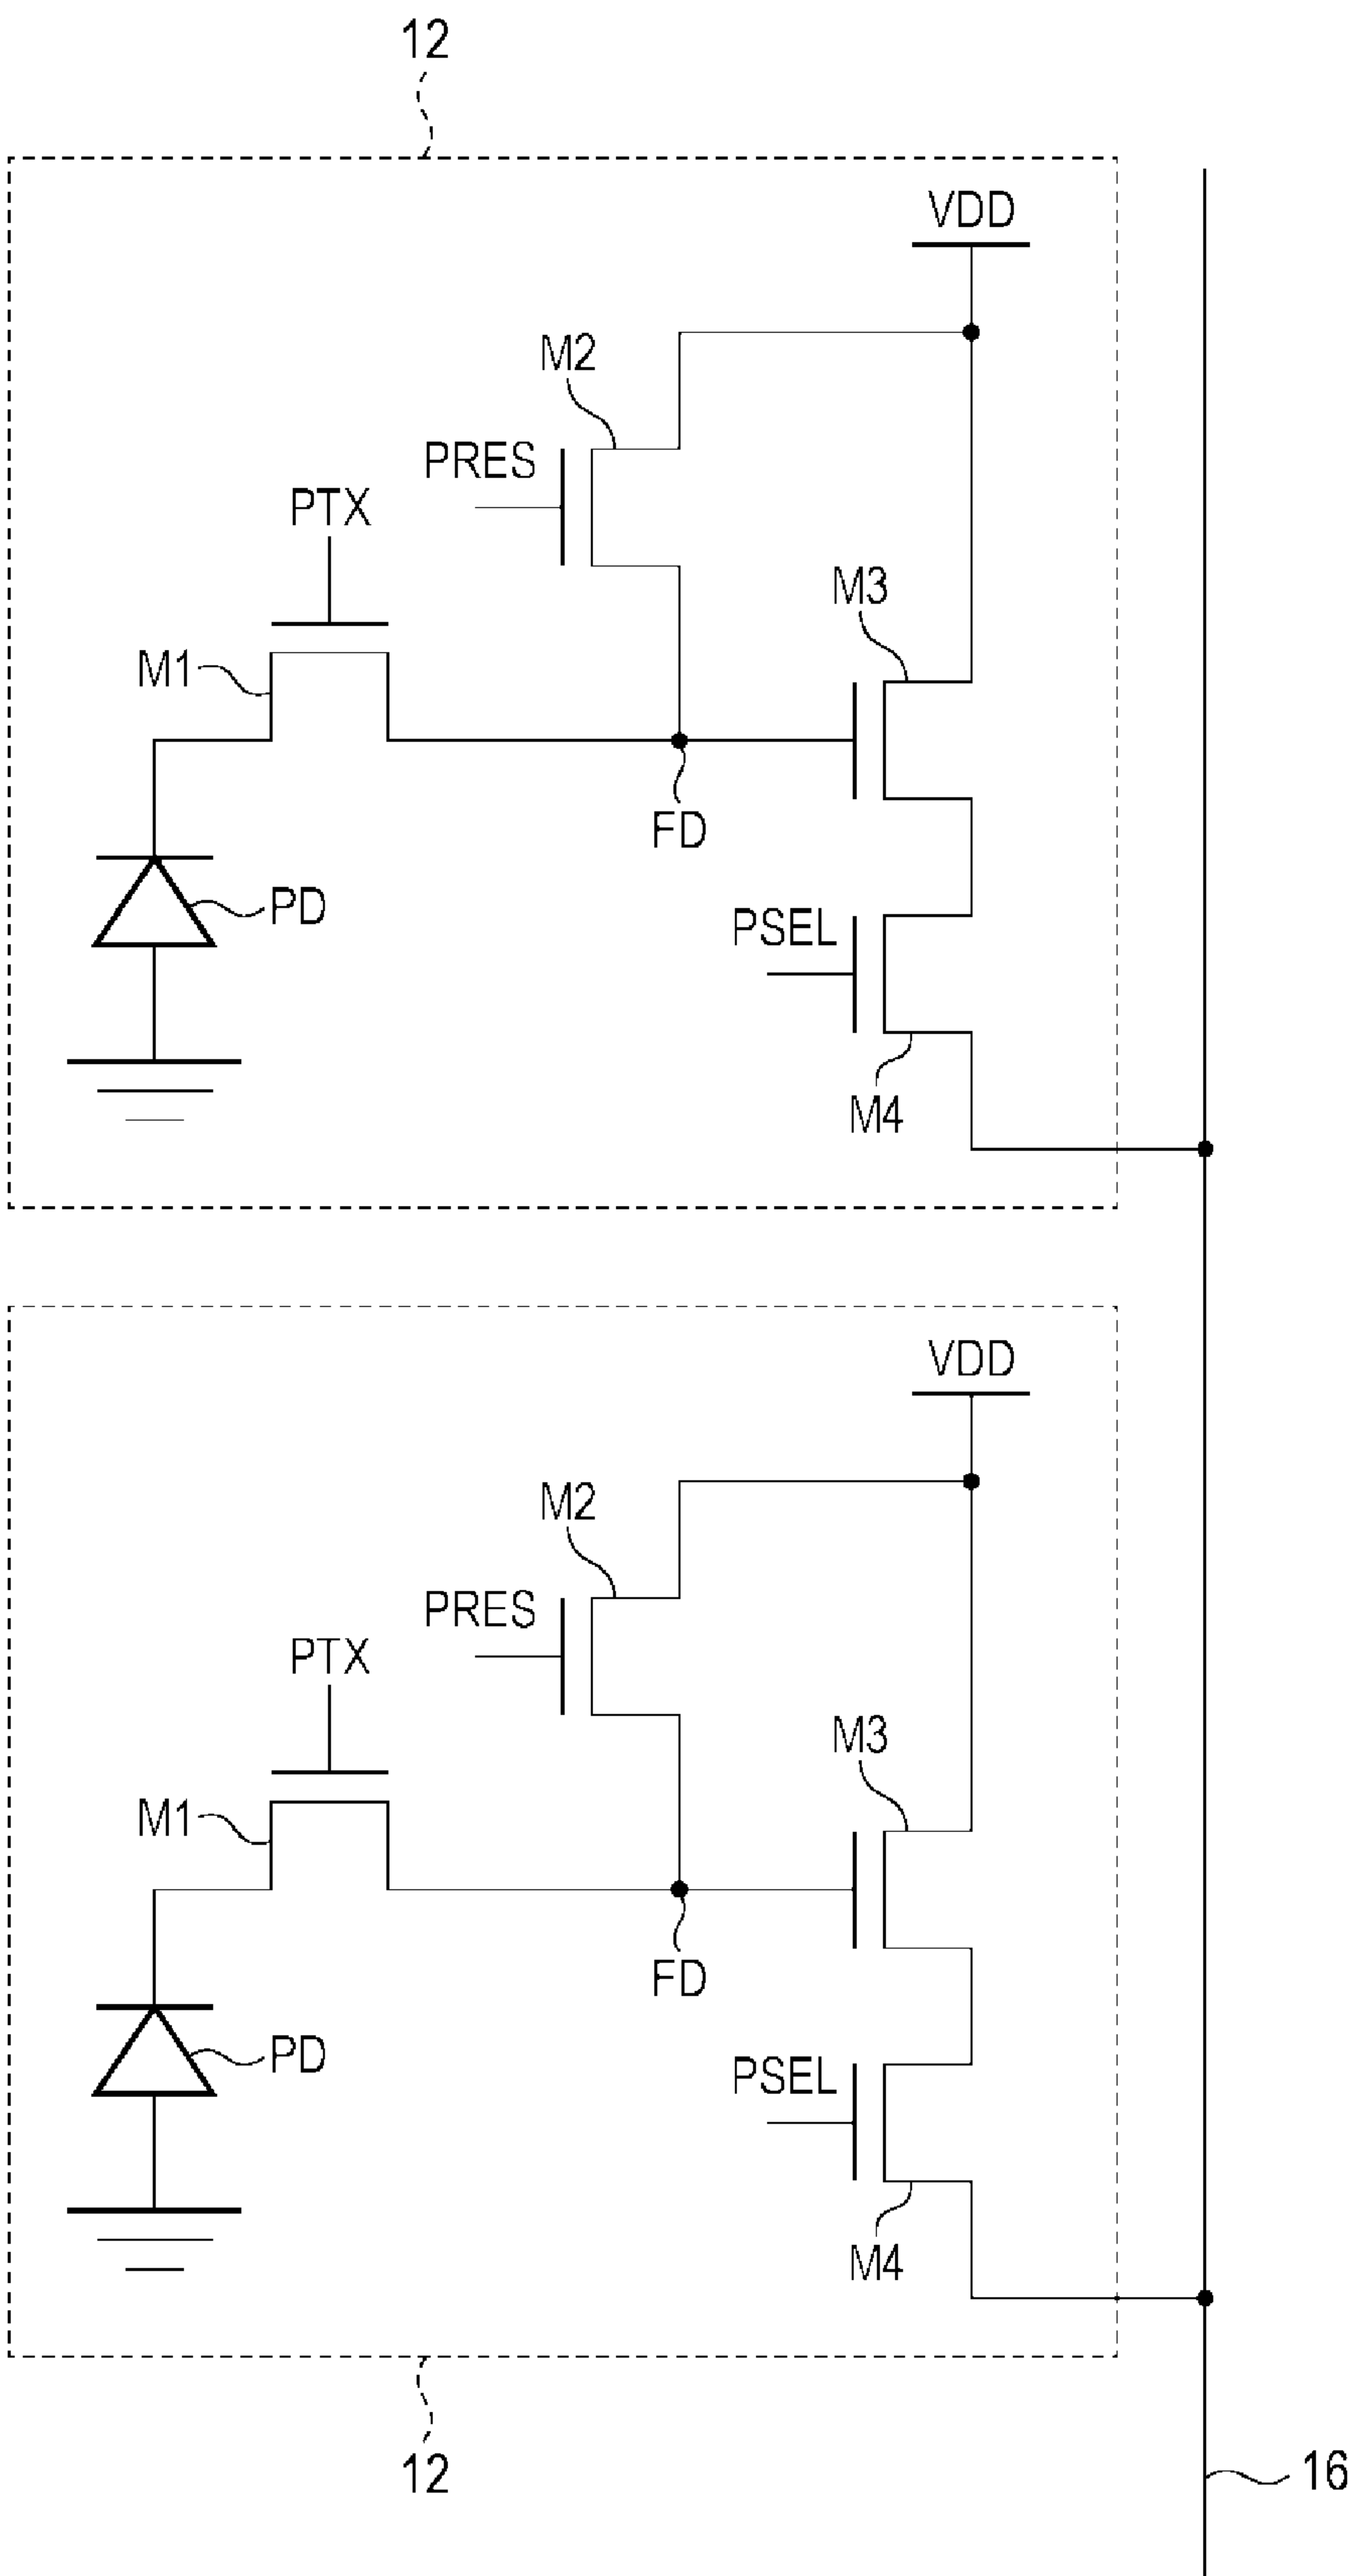 12
VDD
M2
PRES
PTX
M3
M1
FD
PD
PSEL
M4
VDD
M2
PRES
PTX
M3
M1
FD
PD
PSEL
M4
12
16